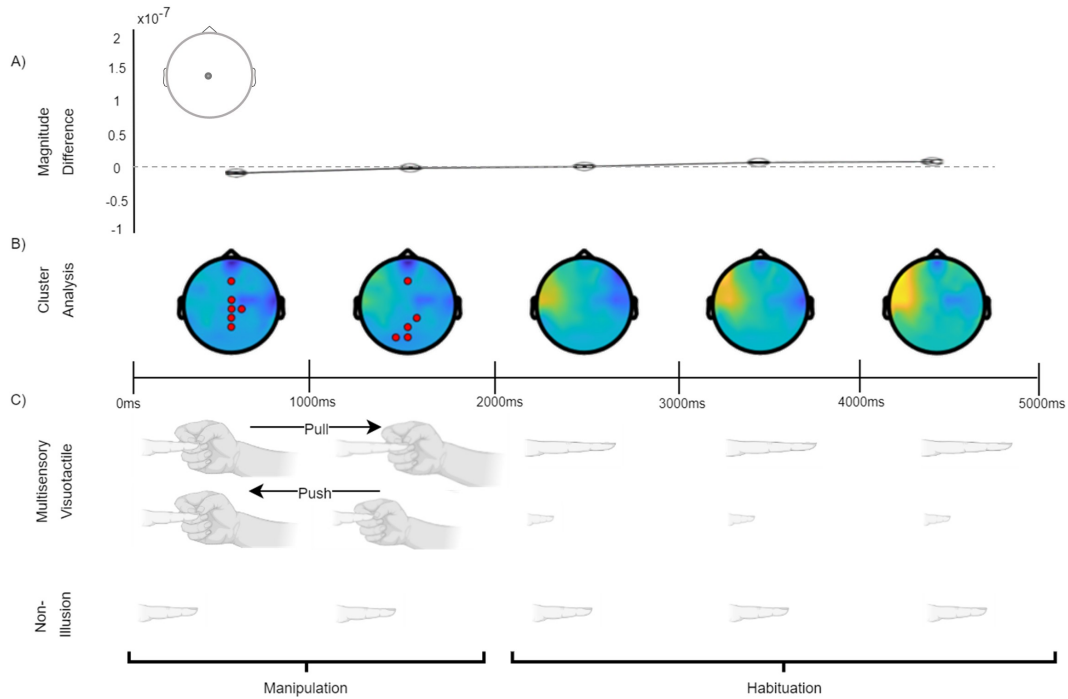 x10^-7
A)
Magnitude
Difference
2
1.5
1
0.5
0
-0.5
-1
B)
Cluster
Analysis
0ms
1000ms
2000ms
3000ms
4000ms
5000ms
C)
Multisensory
Visuotactile
Pull
Push
Non-
Illusion
Manipulation
Habituation